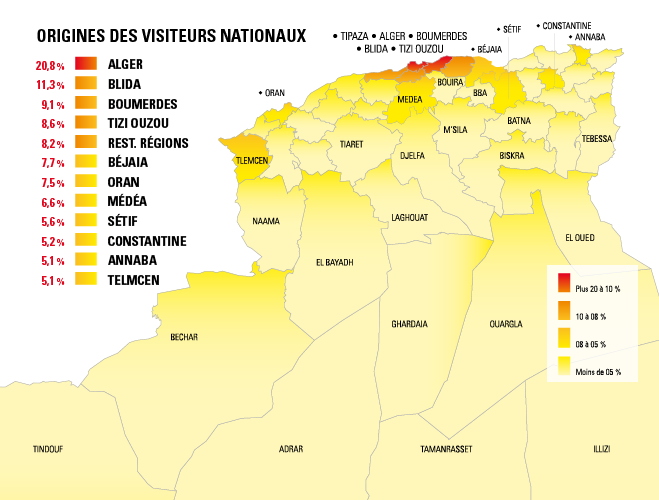 ORIGINES DES VISITEURS NATIONAUX
20,8 % ALGER
11,3 % BLIDA
9,1 % BOUMERDES
8,6 % TIZI OUZOU
8,2 % REST. RÉGIONS
7,7 % BÉJAIA
7,5 % ORAN
6,6 % MÉDÉA
5,6 % SÉTIF
5,2 % CONSTANTINE
5,1 % ANNABA
5,1 % TELMCEN
• TIPAZA • ALGER • BOUMERDES
• BLIDA • TIZI OUZOU
• BÉJAIA
• SÉTIF
• CONSTANTINE
• ANNABA
• ORAN
BOUIRA
MEDEA
BBA
BATNA
M'SILA
TEBESSA
TIARET
DJELFA
BISKRA
TLEMCEN
NAAMA
LAGHOUAT
EL OUED
EL BAYADH
GHARDAIA
OUARGLA
BECHAR
TINDOUF
ADRAR
TAMANRASSET
ILLIZI
Plus 20 à 10 %
10 à 08 %
08 à 05 %
Moins de 05 %